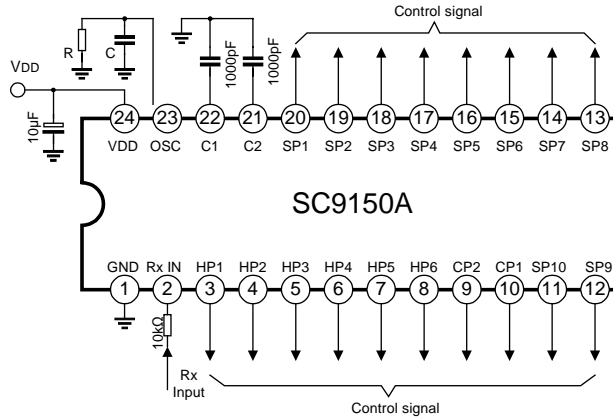 Control signal
R
C
VDD
10µF
1000pF
1000pF
24 23 22 21 20 19 18 17 16 15 14 13
VDD OSC C1 C2 SP1 SP2 SP3 SP4 SP5 SP6 SP7 SP8
SC9150A
GND Rx IN HP1 HP2 HP3 HP4 HP5 HP6 CP2 CP1 SP10 SP9
1 2 3 4 5 6 7 8 9 10 11 12
10kΩ
Rx
Input
Control signal